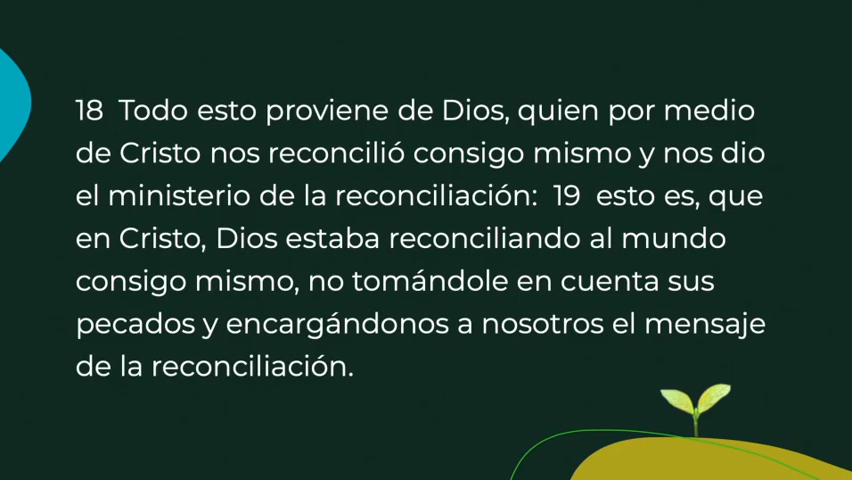 18  Todo esto proviene de Dios, quien por medio
de Cristo nos reconcilió consigo mismo y nos dio
el ministerio de la reconciliación:  19  esto es, que
en Cristo, Dios estaba reconciliando al mundo
consigo mismo, no tomándole en cuenta sus
pecados y encargándonos a nosotros el mensaje
de la reconciliación.